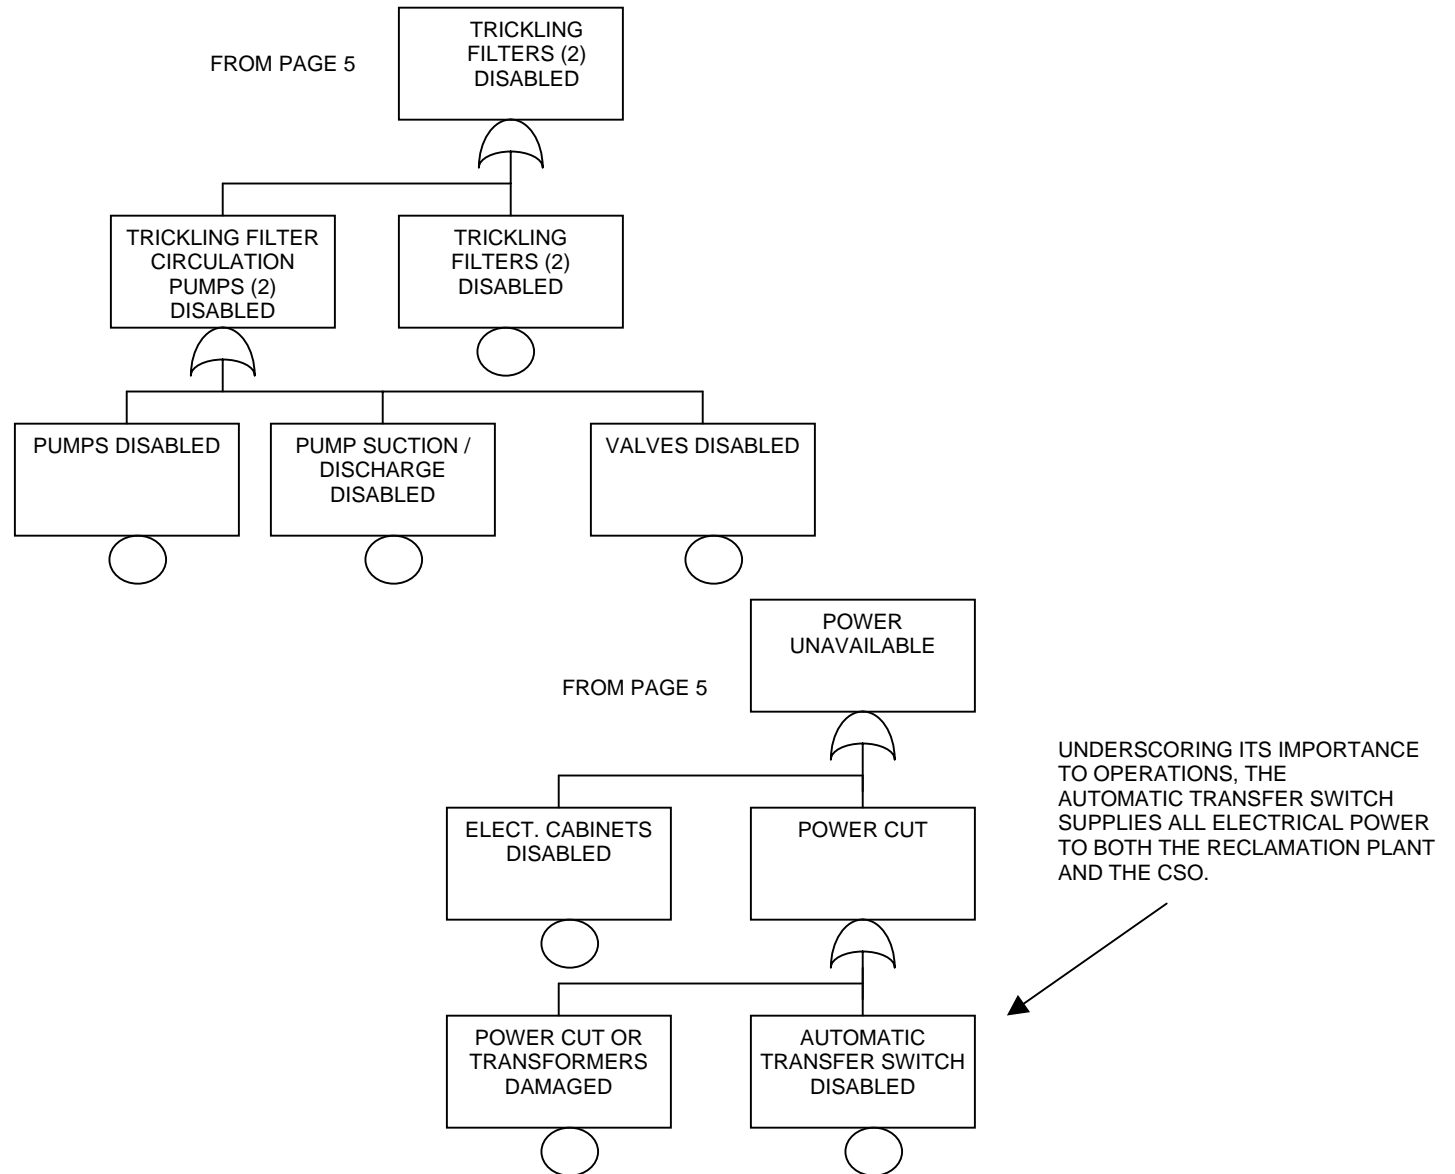 TRICKLING
FILTERS (2)
DISABLED
FROM PAGE 5
TRICKLING FILTER
CIRCULATION
PUMPS (2)
DISABLED
TRICKLING
FILTERS (2)
DISABLED
PUMPS DISABLED
PUMP SUCTION /
DISCHARGE
DISABLED
VALVES DISABLED
POWER
UNAVAILABLE
FROM PAGE 5
UNDERSCORING ITS IMPORTANCE
TO OPERATIONS, THE
AUTOMATIC TRANSFER SWITCH
SUPPLIES ALL ELECTRICAL POWER
TO BOTH THE RECLAMATION PLANT
AND THE CSO.
ELECT. CABINETS
DISABLED
POWER CUT
POWER CUT OR
TRANSFORMERS
DAMAGED
AUTOMATIC
TRANSFER SWITCH
DISABLED